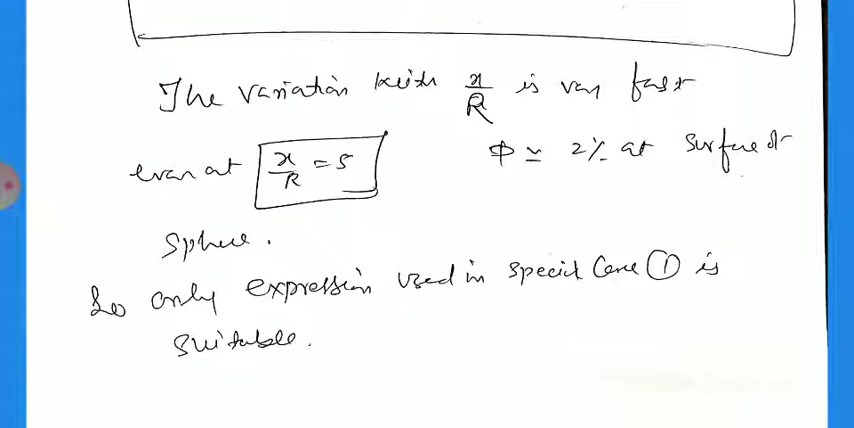 The variation with x/R is very fast
even at x/R = 5 Φ ≃ 2% at surface of
sphere.
So only expression used in special case ① is
suitable.